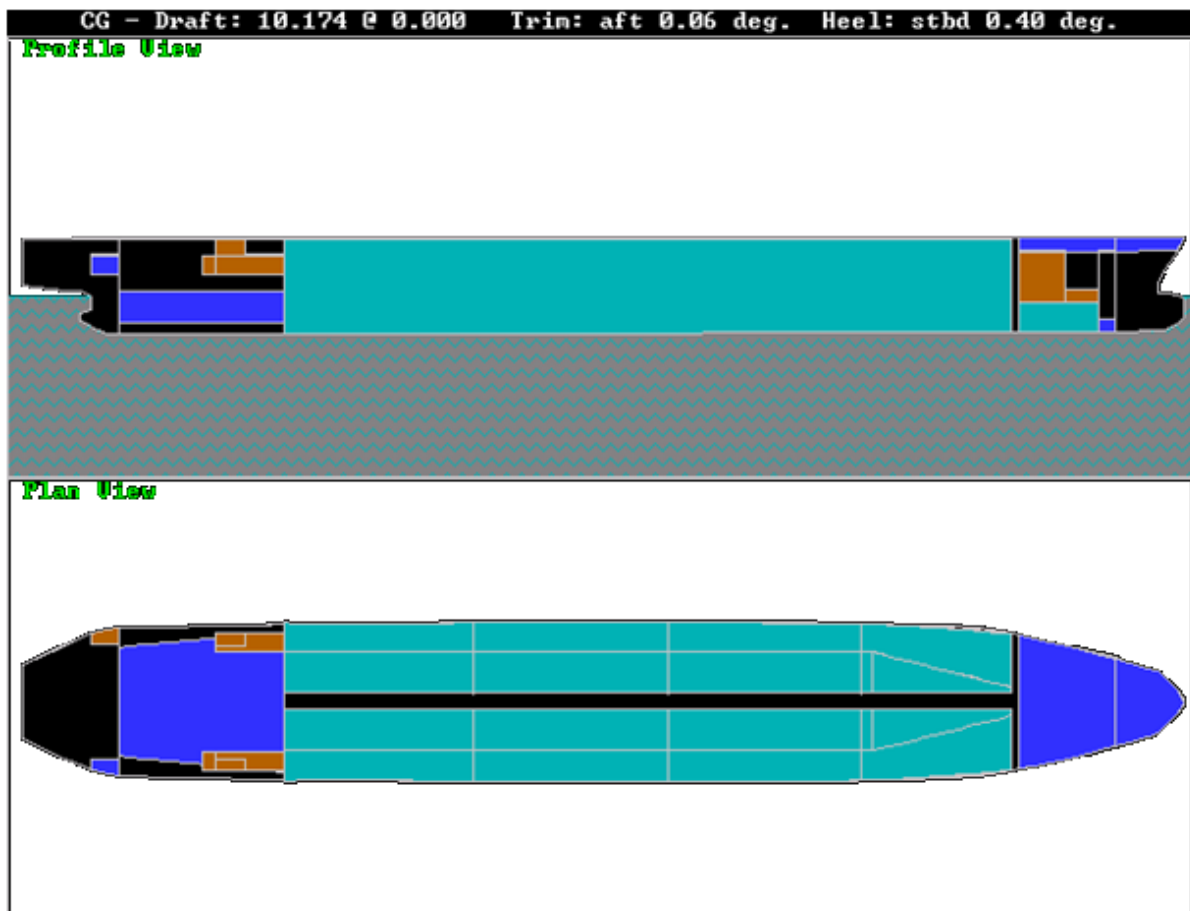 CG - Draft: 10.174 @ 0.000 Trim: aft 0.06 deg. Heel: stbd 0.40 deg.
Profile View
Plan View